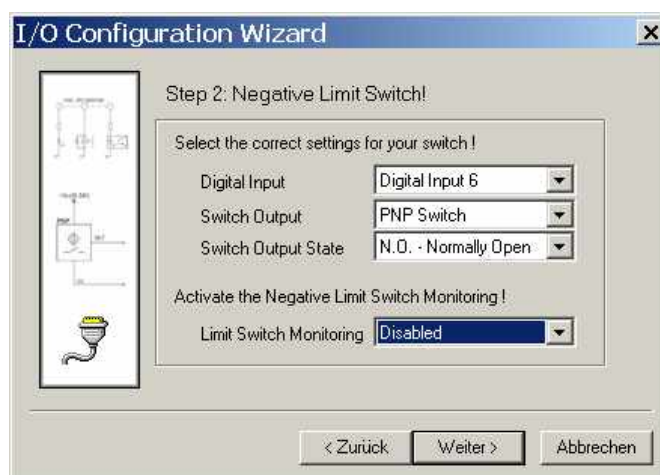 I/O Configuration Wizard
Step 2: Negative Limit Switch!
Select the correct settings for your switch !
Digital Input Digital Input 6
Switch Output PNP Switch
Switch Output State N.O. - Normally Open
Activate the Negative Limit Switch Monitoring !
Limit Switch Monitoring Disabled
< Zurück Weiter > Abbrechen